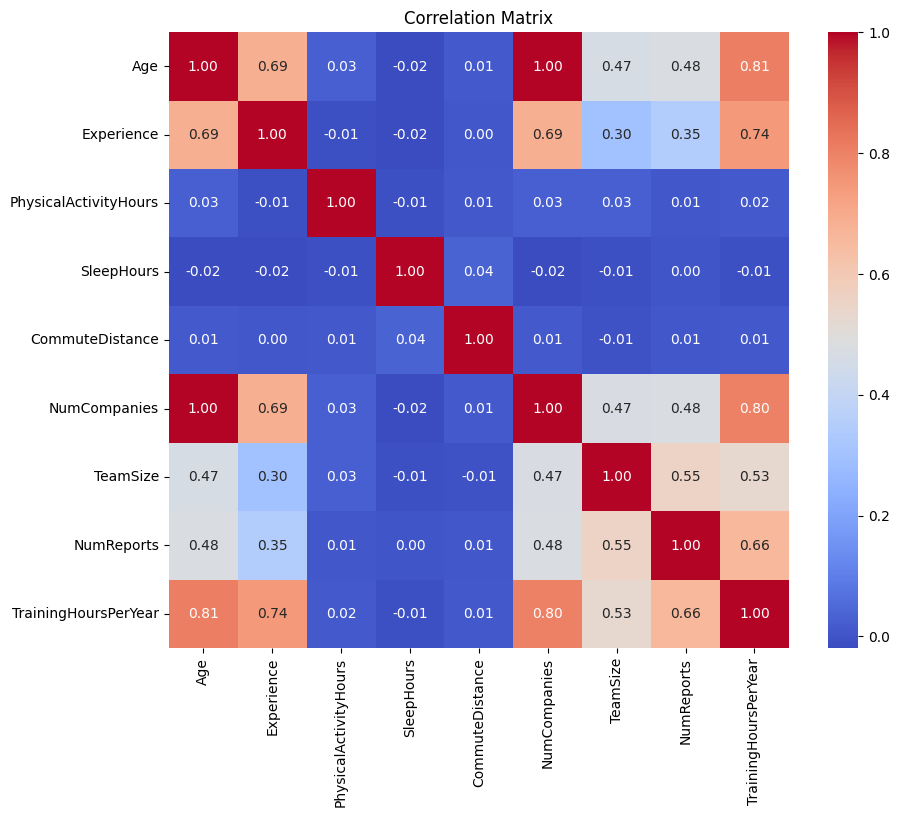 Correlation Matrix
Age 1.00 0.69 0.03 -0.02 0.01 1.00 0.47 0.48 0.81
Experience 0.69 1.00 -0.01 -0.02 0.00 0.69 0.30 0.35 0.74
PhysicalActivityHours 0.03 -0.01 1.00 -0.01 0.01 0.03 0.03 0.01 0.02
SleepHours -0.02 -0.02 -0.01 1.00 0.04 -0.02 -0.01 0.00 -0.01
CommuteDistance 0.01 0.00 0.01 0.04 1.00 0.01 -0.01 0.01 0.01
NumCompanies 1.00 0.69 0.03 -0.02 0.01 1.00 0.47 0.48 0.80
TeamSize 0.47 0.30 0.03 -0.01 -0.01 0.47 1.00 0.55 0.53
NumReports 0.48 0.35 0.01 0.00 0.01 0.48 0.55 1.00 0.66
TrainingHoursPerYear 0.81 0.74 0.02 -0.01 0.01 0.80 0.53 0.66 1.00
Age
Experience
PhysicalActivityHours
SleepHours
CommuteDistance
NumCompanies
TeamSize
NumReports
TrainingHoursPerYear
1.0
0.8
0.6
0.4
0.2
0.0